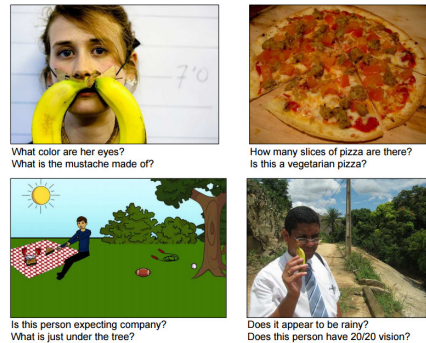 7'0
What color are her eyes?
What is the mustache made of?
How many slices of pizza are there?
Is this a vegetarian pizza?
Is this person expecting company?
What is just under the tree?
Does it appear to be rainy?
Does this person have 20/20 vision?